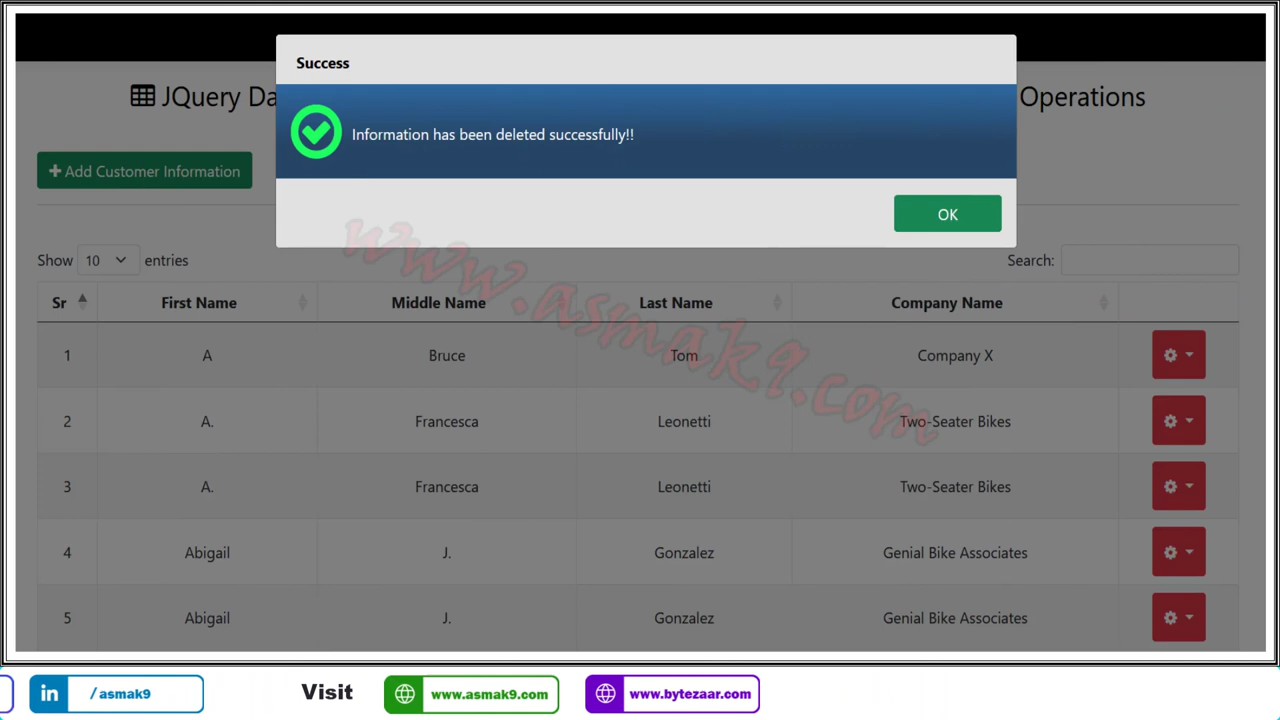 Success
JQuery Da
Operations
Information has been deleted successfully!!
Add Customer Information
OK
www.asmak9.com
Show 10 entries
Search:
Sr First Name Middle Name Last Name Company Name
1 A Bruce Tom Company X
2 A. Francesca Leonetti Two-Seater Bikes
3 A. Francesca Leonetti Two-Seater Bikes
4 Abigail J. Gonzalez Genial Bike Associates
5 Abigail J. Gonzalez Genial Bike Associates
in /asmak9 Visit www.asmak9.com www.bytezaar.com